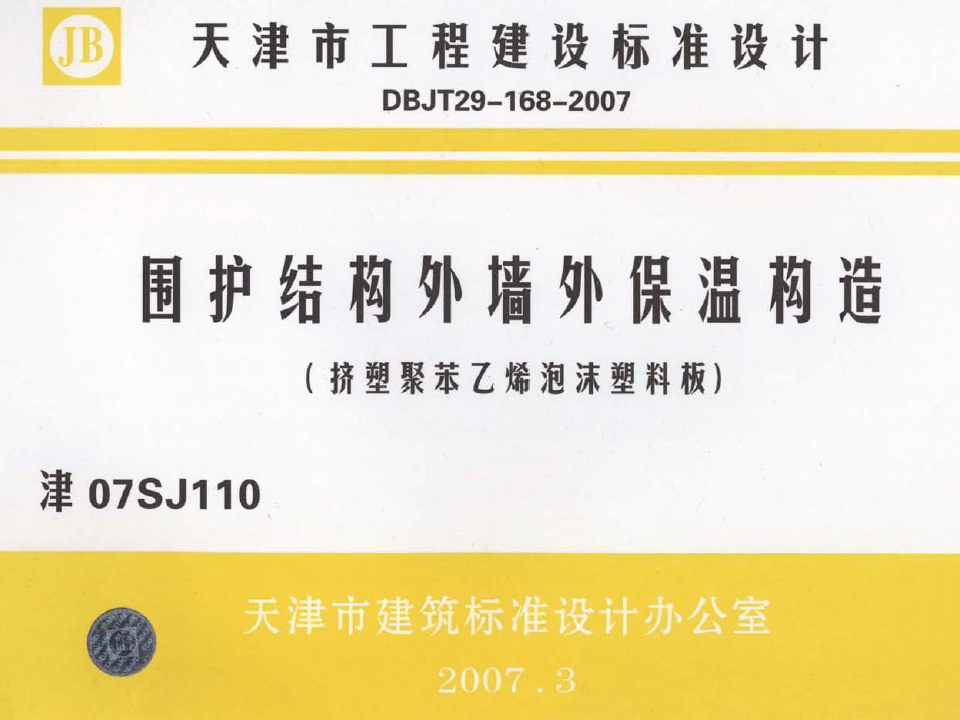 JB
天津市工程建设标准设计
DBJT29-168-2007
围护结构外墙外保温构造
(挤塑聚苯乙烯泡沫塑料板)
津 07SJ110
天津市建筑标准设计办公室
2007.3